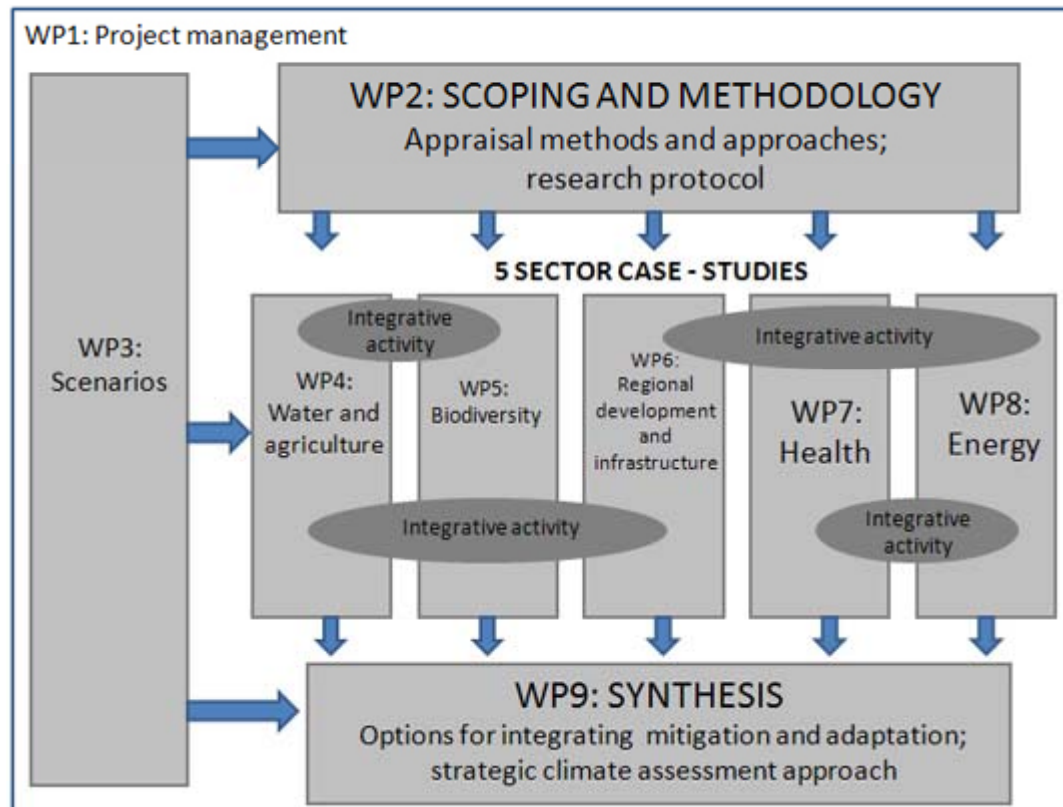 WP1: Project management
WP2: SCOPING AND METHODOLOGY
Appraisal methods and approaches;
research protocol
5 SECTOR CASE - STUDIES
WP3:
Scenarios
Integrative
activity
Integrative activity
WP4:
Water and
agriculture
WP5:
Biodiversity
WP6:
Regional
development
and
infrastructure
WP7:
Health
WP8:
Energy
Integrative activity
Integrative
activity
WP9: SYNTHESIS
Options for integrating mitigation and adaptation;
strategic climate assessment approach